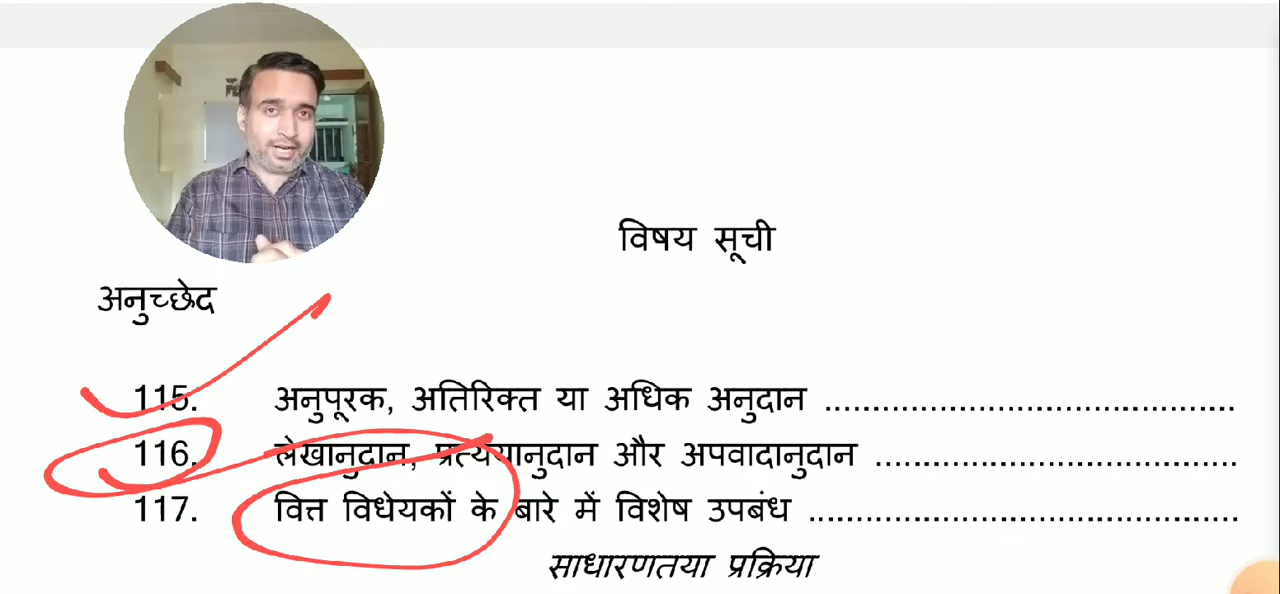 विषय सूची
अनुच्छेद
115. अनुपूरक, अतिरिक्त या अधिक अनुदान ......................................
116. लेखानुदान, प्रत्ययानुदान और अपवादानुदान ..................................
117. वित्त विधेयकों के बारे में विशेष उपबंध .......................................
साधारणतया प्रक्रिया